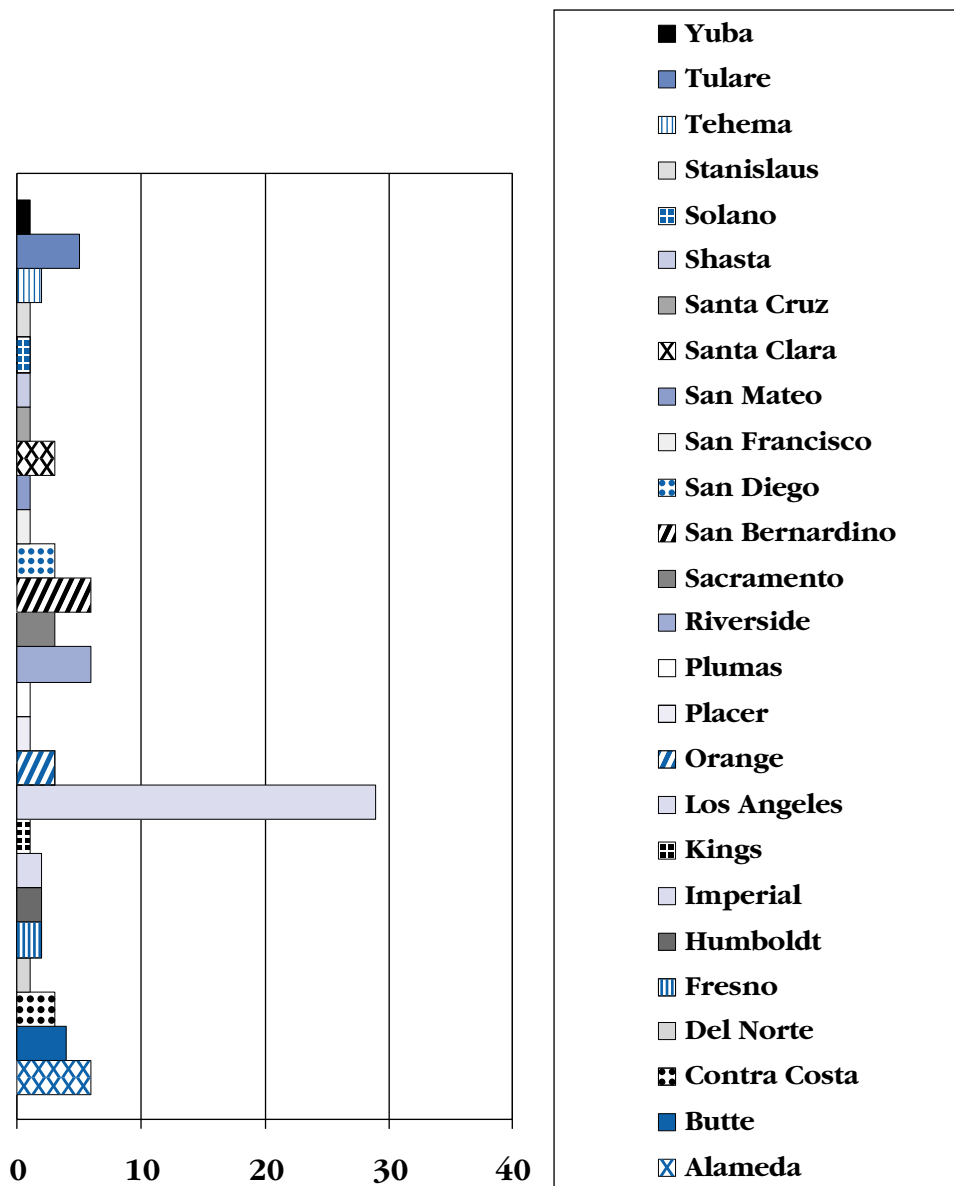 Yuba
Tulare
Tehema
Stanislaus
Solano
Shasta
Santa Cruz
Santa Clara
San Mateo
San Francisco
San Diego
San Bernardino
Sacramento
Riverside
Plumas
Placer
Orange
Los Angeles
Kings
Imperial
Humboldt
Fresno
Del Norte
Contra Costa
Butte
Alameda
0 10 20 30 40